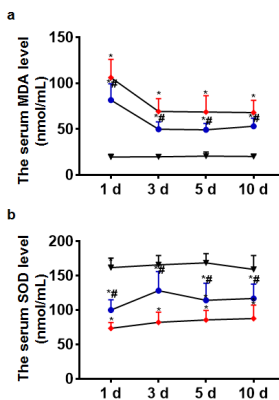 a
The serum MDA level
(nmol/mL)
150
100
50
0
* * * *
*# *# *# *#
1 d 3 d 5 d 10 d
b
The serum SOD level
(nmol/mL)
200
150
100
50
0
*# *# *# *#
* * * *
1 d 3 d 5 d 10 d